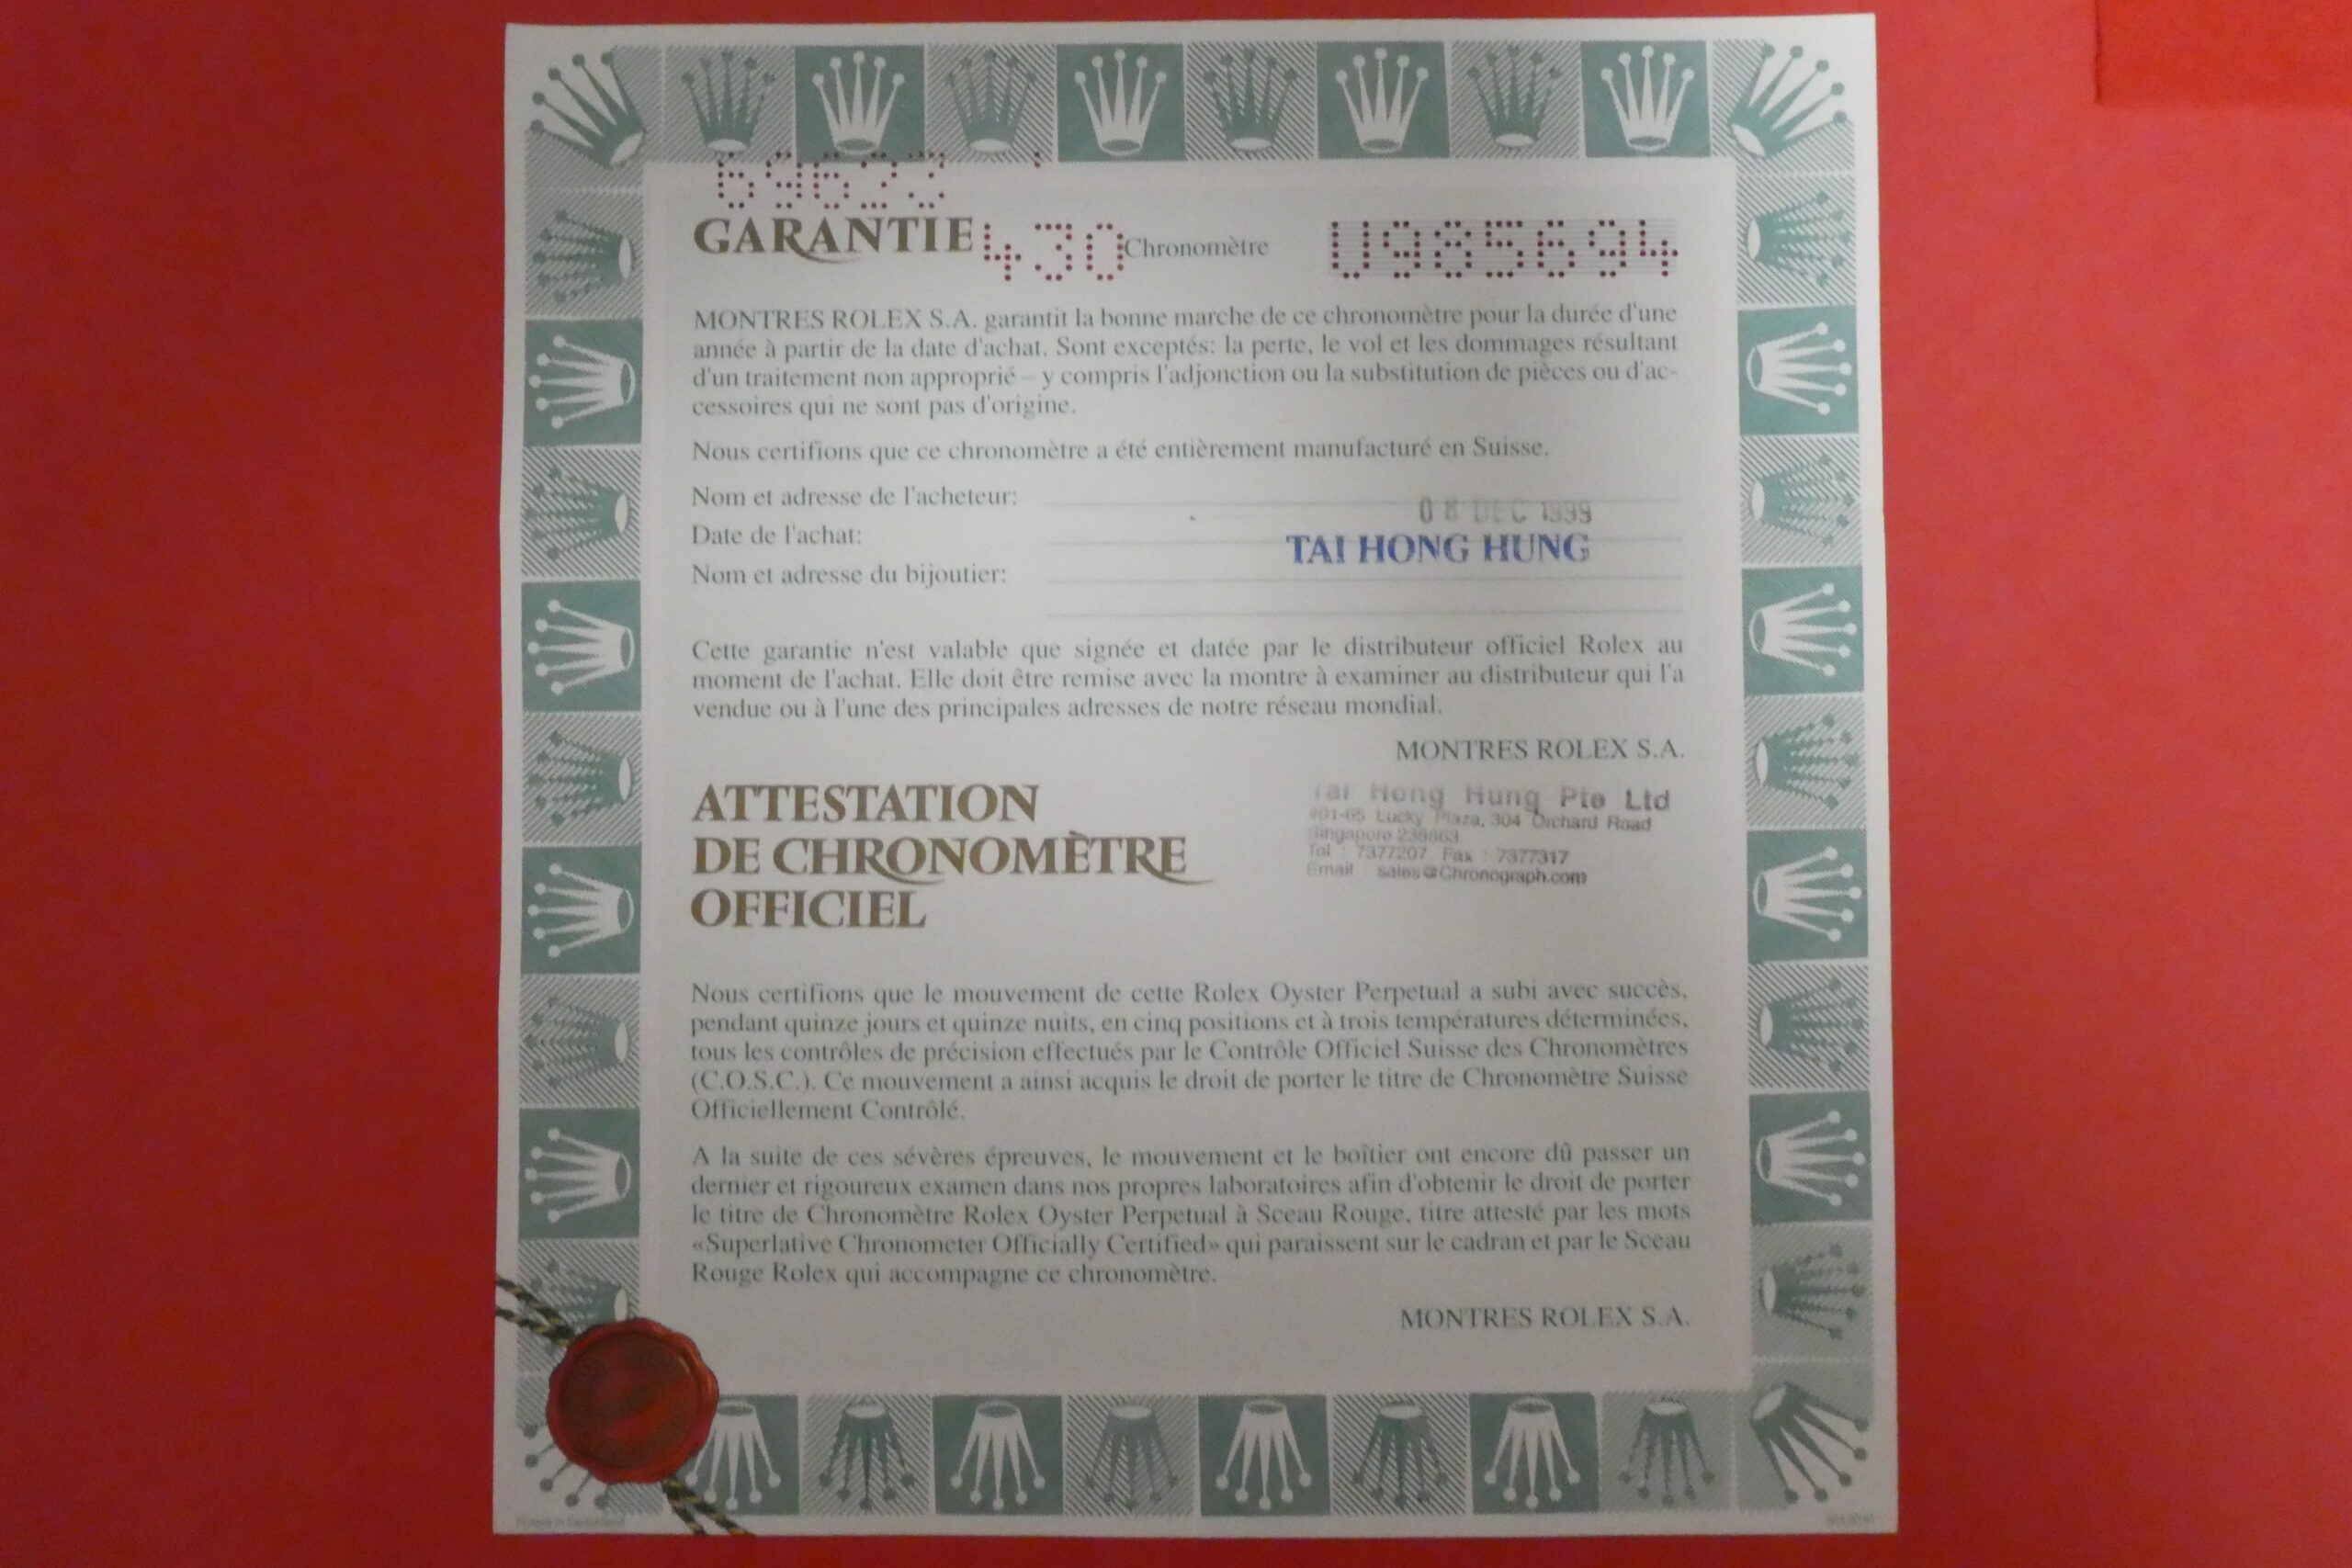 69623
GARANTIE 430 Chronomètre U985694
MONTRES ROLEX S.A. garantit la bonne marche de ce chronomètre pour la durée d'une
année à partir de la date d'achat. Sont exceptés: la perte, le vol et les dommages résultant
d'un traitement non approprié – y compris l'adjonction ou la substitution de pièces ou d'ac-
cessoires qui ne sont pas d'origine.
Nous certifions que ce chronomètre a été entièrement manufacturé en Suisse.
Nom et adresse de l'acheteur:
08 DEC 1999
Date de l'achat:
TAI HONG HUNG
Nom et adresse du bijoutier:
Cette garantie n'est valable que signée et datée par le distributeur officiel Rolex au
moment de l'achat. Elle doit être remise avec la montre à examiner au distributeur qui l'a
vendue ou à l'une des principales adresses de notre réseau mondial.
MONTRES ROLEX S.A.
Tai Hong Hung Pte Ltd
#01-65 Lucky Plaza, 304 Orchard Road
Singapore 238863
Tel : 7377207 Fax : 7377317
Email : sales@Chronograph.com
ATTESTATION
DE CHRONOMÈTRE
OFFICIEL
Nous certifions que le mouvement de cette Rolex Oyster Perpetual a subi avec succès,
pendant quinze jours et quinze nuits, en cinq positions et à trois températures déterminées,
tous les contrôles de précision effectués par le Contrôle Officiel Suisse des Chronomètres
(C.O.S.C.). Ce mouvement a ainsi acquis le droit de porter le titre de Chronomètre Suisse
Officiellement Contrôlé.
A la suite de ces sévères épreuves, le mouvement et le boîtier ont encore dû passer un
dernier et rigoureux examen dans nos propres laboratoires afin d'obtenir le droit de porter
le titre de Chronomètre Rolex Oyster Perpetual à Sceau Rouge, titre attesté par les mots
«Superlative Chronometer Officially Certified» qui paraissent sur le cadran et par le Sceau
Rouge Rolex qui accompagne ce chronomètre.
MONTRES ROLEX S.A.
Printed in Switzerland